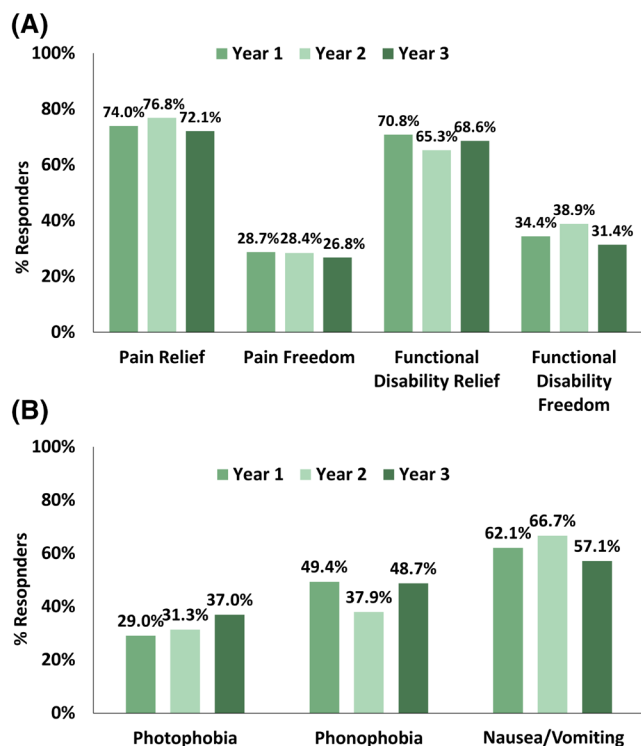 (A)
100%
Year 1 Year 2 Year 3
80%
60%
40%
20%
0%
% Responders
74.0% 76.8% 72.1%
28.7% 28.4% 26.8%
70.8% 65.3% 68.6%
34.4% 38.9% 31.4%
Pain Relief
Pain Freedom
Functional
Disability Relief
Functional
Disability
Freedom
(B)
100%
Year 1 Year 2 Year 3
80%
60%
40%
20%
0%
% Resopnders
29.0% 31.3% 37.0%
49.4% 37.9% 48.7%
62.1% 66.7% 57.1%
Photophobia
Phonophobia
Nausea/Vomiting